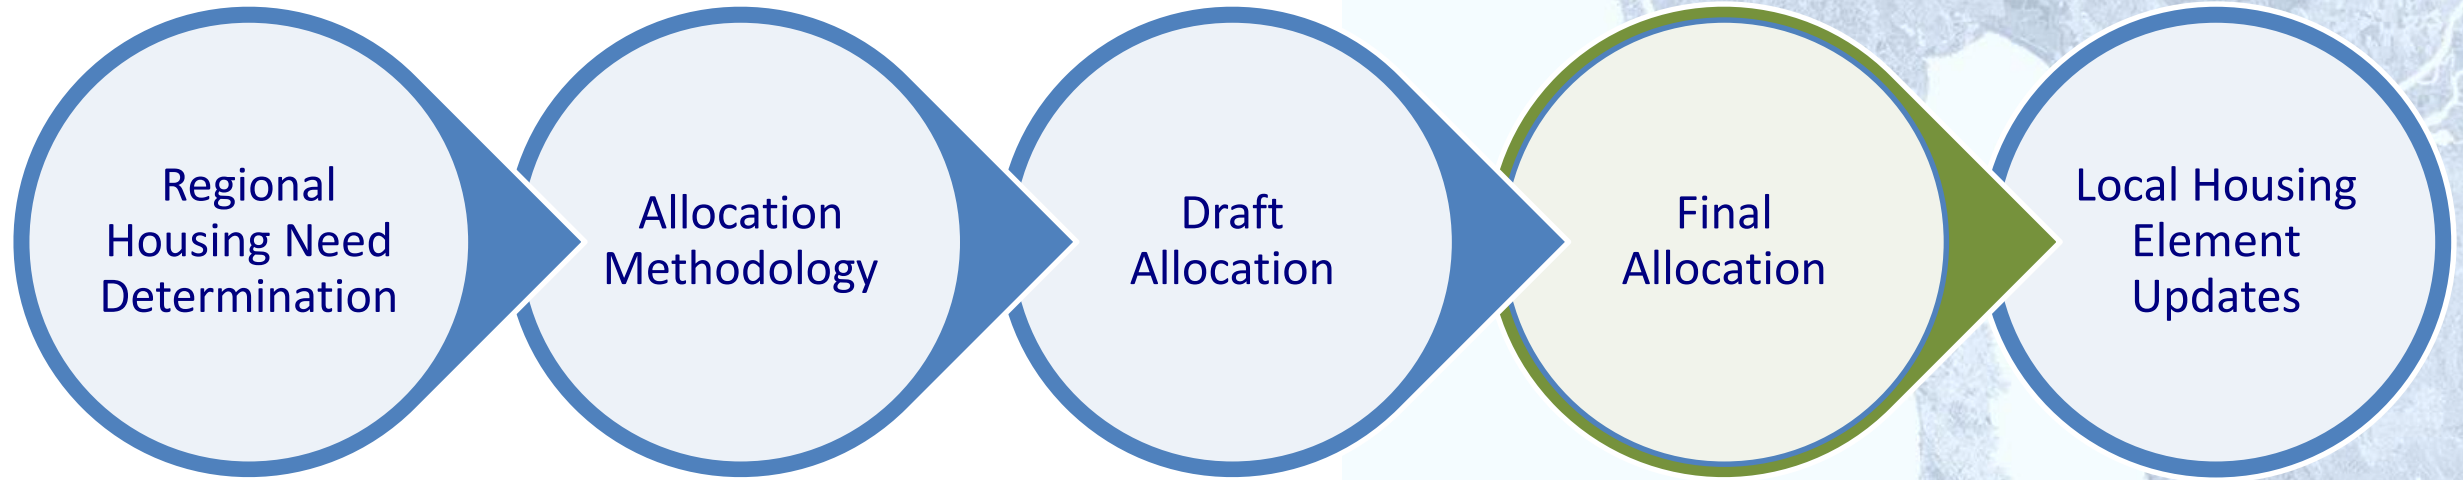 Regional
Housing Need
Determination
Allocation
Methodology
Draft
Allocation
Final
Allocation
Local Housing
Element
Updates